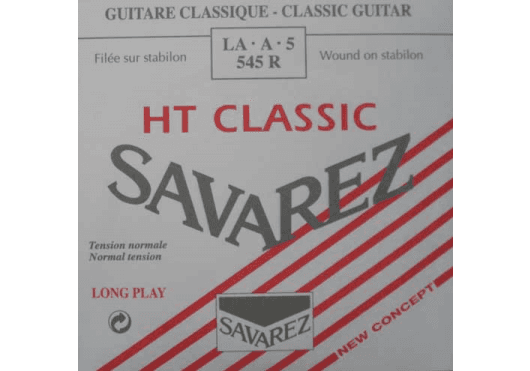 GUITARE CLASSIQUE - CLASSIC GUITAR
Filée sur stabilon
LA · A · 5
545 R
Wound on stabilon
HT CLASSIC
SAVAREZ
Tension normale
Normal tension
LONG PLAY
SAVAREZ
NEW CONCEPT